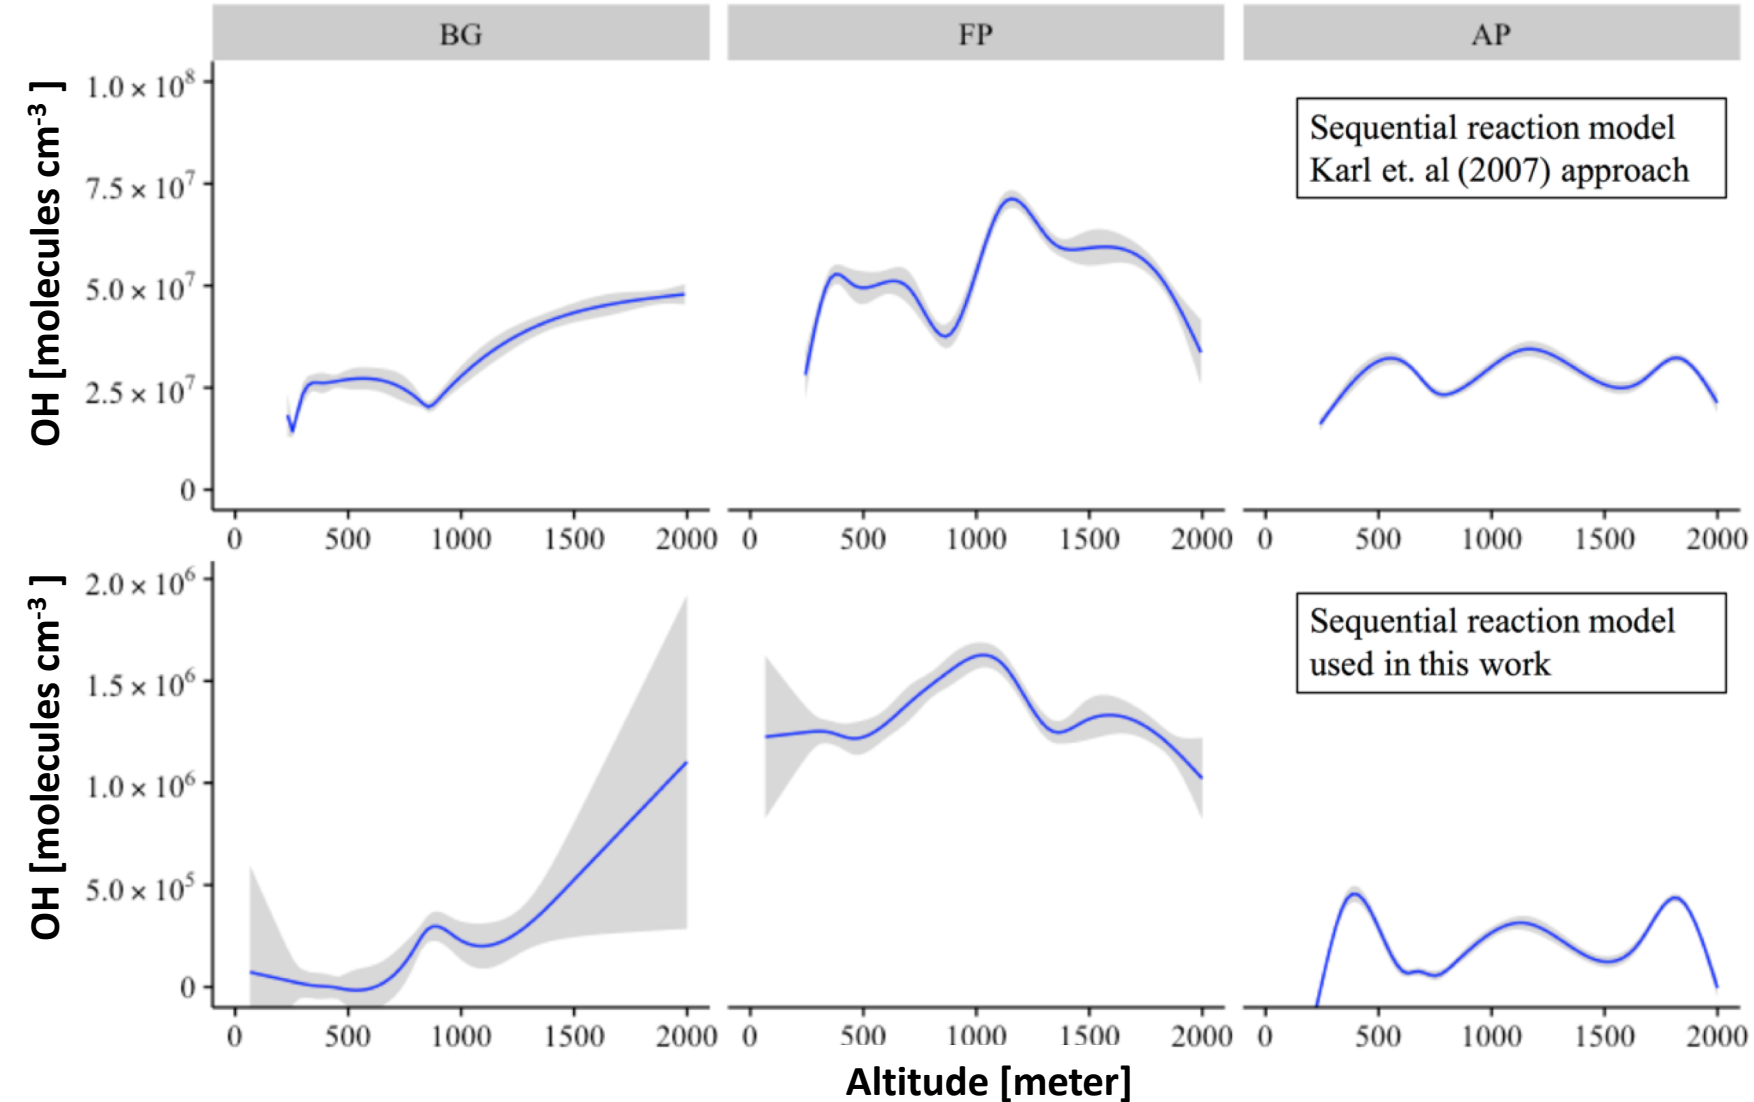 BG FP AP
OH [molecules cm-3 ]
1.0 × 10^8
7.5 × 10^7
5.0 × 10^7
2.5 × 10^7
0
Sequential reaction model
Karl et. al (2007) approach
0 500 1000 1500 2000 0 500 1000 1500 2000 0 500 1000 1500 2000
OH [molecules cm-3 ]
2.0 × 10^6
1.5 × 10^6
1.0 × 10^6
5.0 × 10^5
0
Sequential reaction model
used in this work
0 500 1000 1500 2000 0 500 1000 1500 2000 0 500 1000 1500 2000
Altitude [meter]